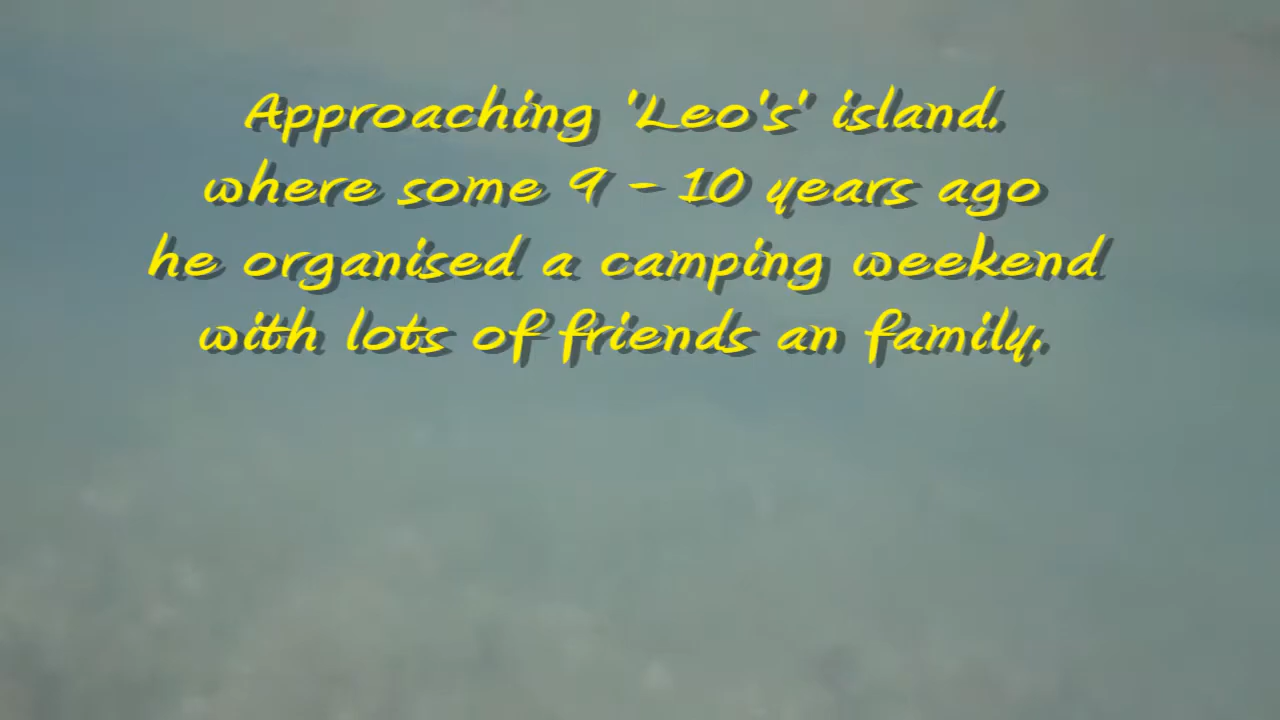 Approaching 'Leo's' island.
where some 9 - 10 years ago
he organised a camping weekend
with lots of friends an family.